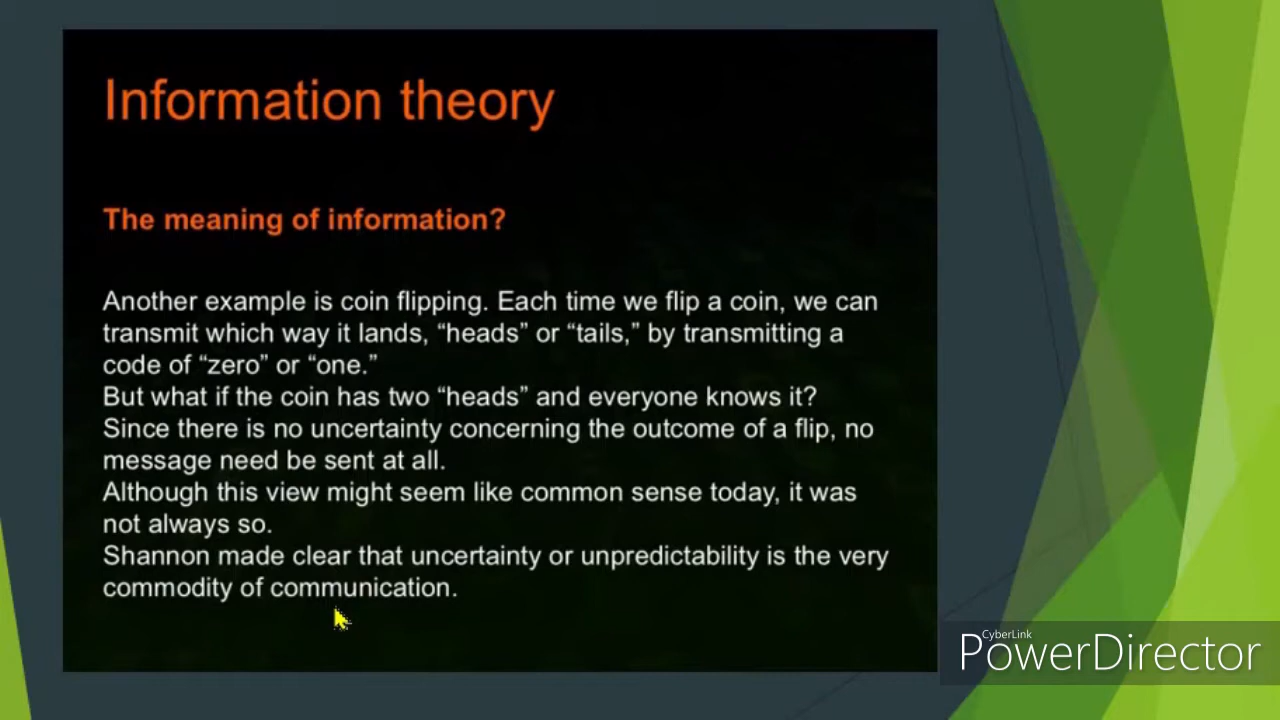 Information theory
The meaning of information?
Another example is coin flipping. Each time we flip a coin, we can
transmit which way it lands, “heads” or “tails,” by transmitting a
code of “zero” or “one.”
But what if the coin has two “heads” and everyone knows it?
Since there is no uncertainty concerning the outcome of a flip, no
message need be sent at all.
Although this view might seem like common sense today, it was
not always so.
Shannon made clear that uncertainty or unpredictability is the very
commodity of communication.
CyberLink
PowerDirector